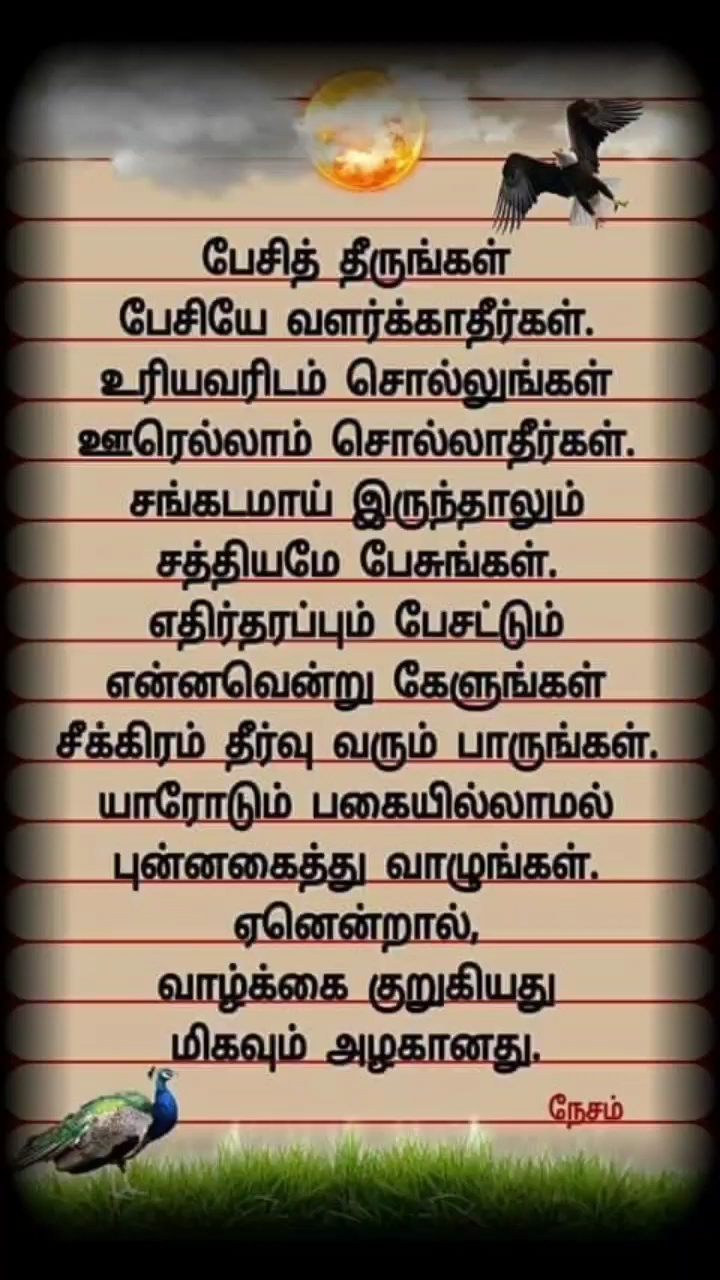 பேசித் தீருங்கள்
பேசியே வளர்க்காதீர்கள்.
உரியவரிடம் சொல்லுங்கள்
ஊரெல்லாம் சொல்லாதீர்கள்.
சங்கடமாய் இருந்தாலும்
சத்தியமே பேசுங்கள்.
எதிர்தரப்பும் பேசட்டும்
என்னவென்று கேளுங்கள்
சீக்கிரம் தீர்வு வரும் பாருங்கள்.
யாரோடும் பகையில்லாமல்
புன்னகைத்து வாழுங்கள்.
ஏனென்றால்,
வாழ்க்கை குறுகியது
மிகவும் அழகானது.
நேசம்